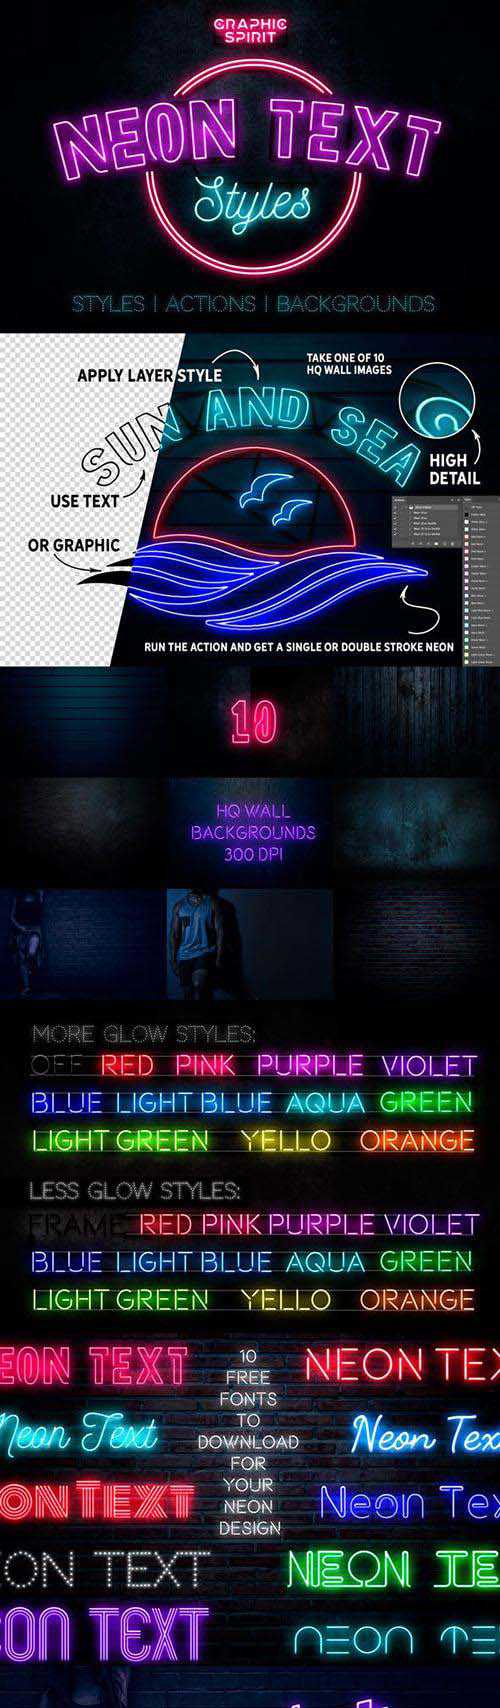 GRAPHIC
SPIRIT
NEON TEXT
Styles
STYLES | ACTIONS | BACKGROUNDS
APPLY LAYER STYLE
TAKE ONE OF 10
HQ WALL IMAGES
SUN AND SEA
HIGH
DETAIL
USE TEXT
OR GRAPHIC
RUN THE ACTION AND GET A SINGLE OR DOUBLE STROKE NEON
10
HQ WALL
BACKGROUNDS
300 DPI
MORE GLOW STYLES:
OFF RED PINK PURPLE VIOLET
BLUE LIGHT BLUE AQUA GREEN
LIGHT GREEN YELLO ORANGE
LESS GLOW STYLES:
FRAME RED PINK PURPLE VIOLET
BLUE LIGHT BLUE AQUA GREEN
LIGHT GREEN YELLO ORANGE
EON TEXT
10
FREE
FONTS
TO
DOWNLOAD
FOR
YOUR
NEON
DESIGN
NEON TEX
Neon Text
Neon Tex
ON TEXT
Neon Tex
ON TEXT
NEON TE
EON TEXT
NEON TE